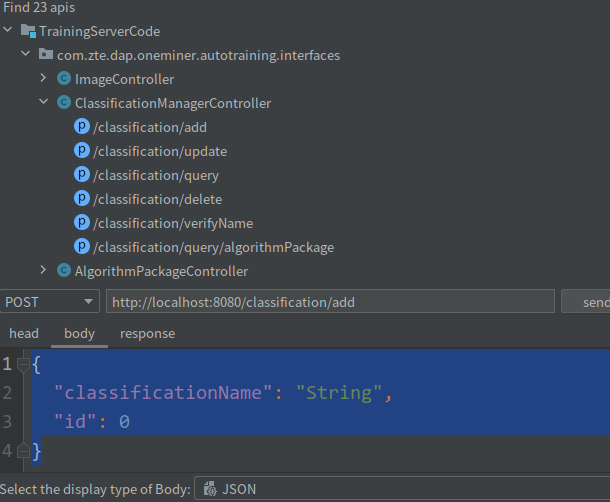 Find 23 apis
TrainingServerCode
com.zte.dap.oneminer.autotraining.interfaces
C ImageController
C ClassificationManagerController
p /classification/add
p /classification/update
p /classification/query
p /classification/delete
p /classification/verifyName
p /classification/query/algorithmPackage
C AlgorithmPackageController
POST http://localhost:8080/classification/add send
head body response
1 {
2 "classificationName": "String",
3 "id": 0
4 }
Select the display type of Body: JSON